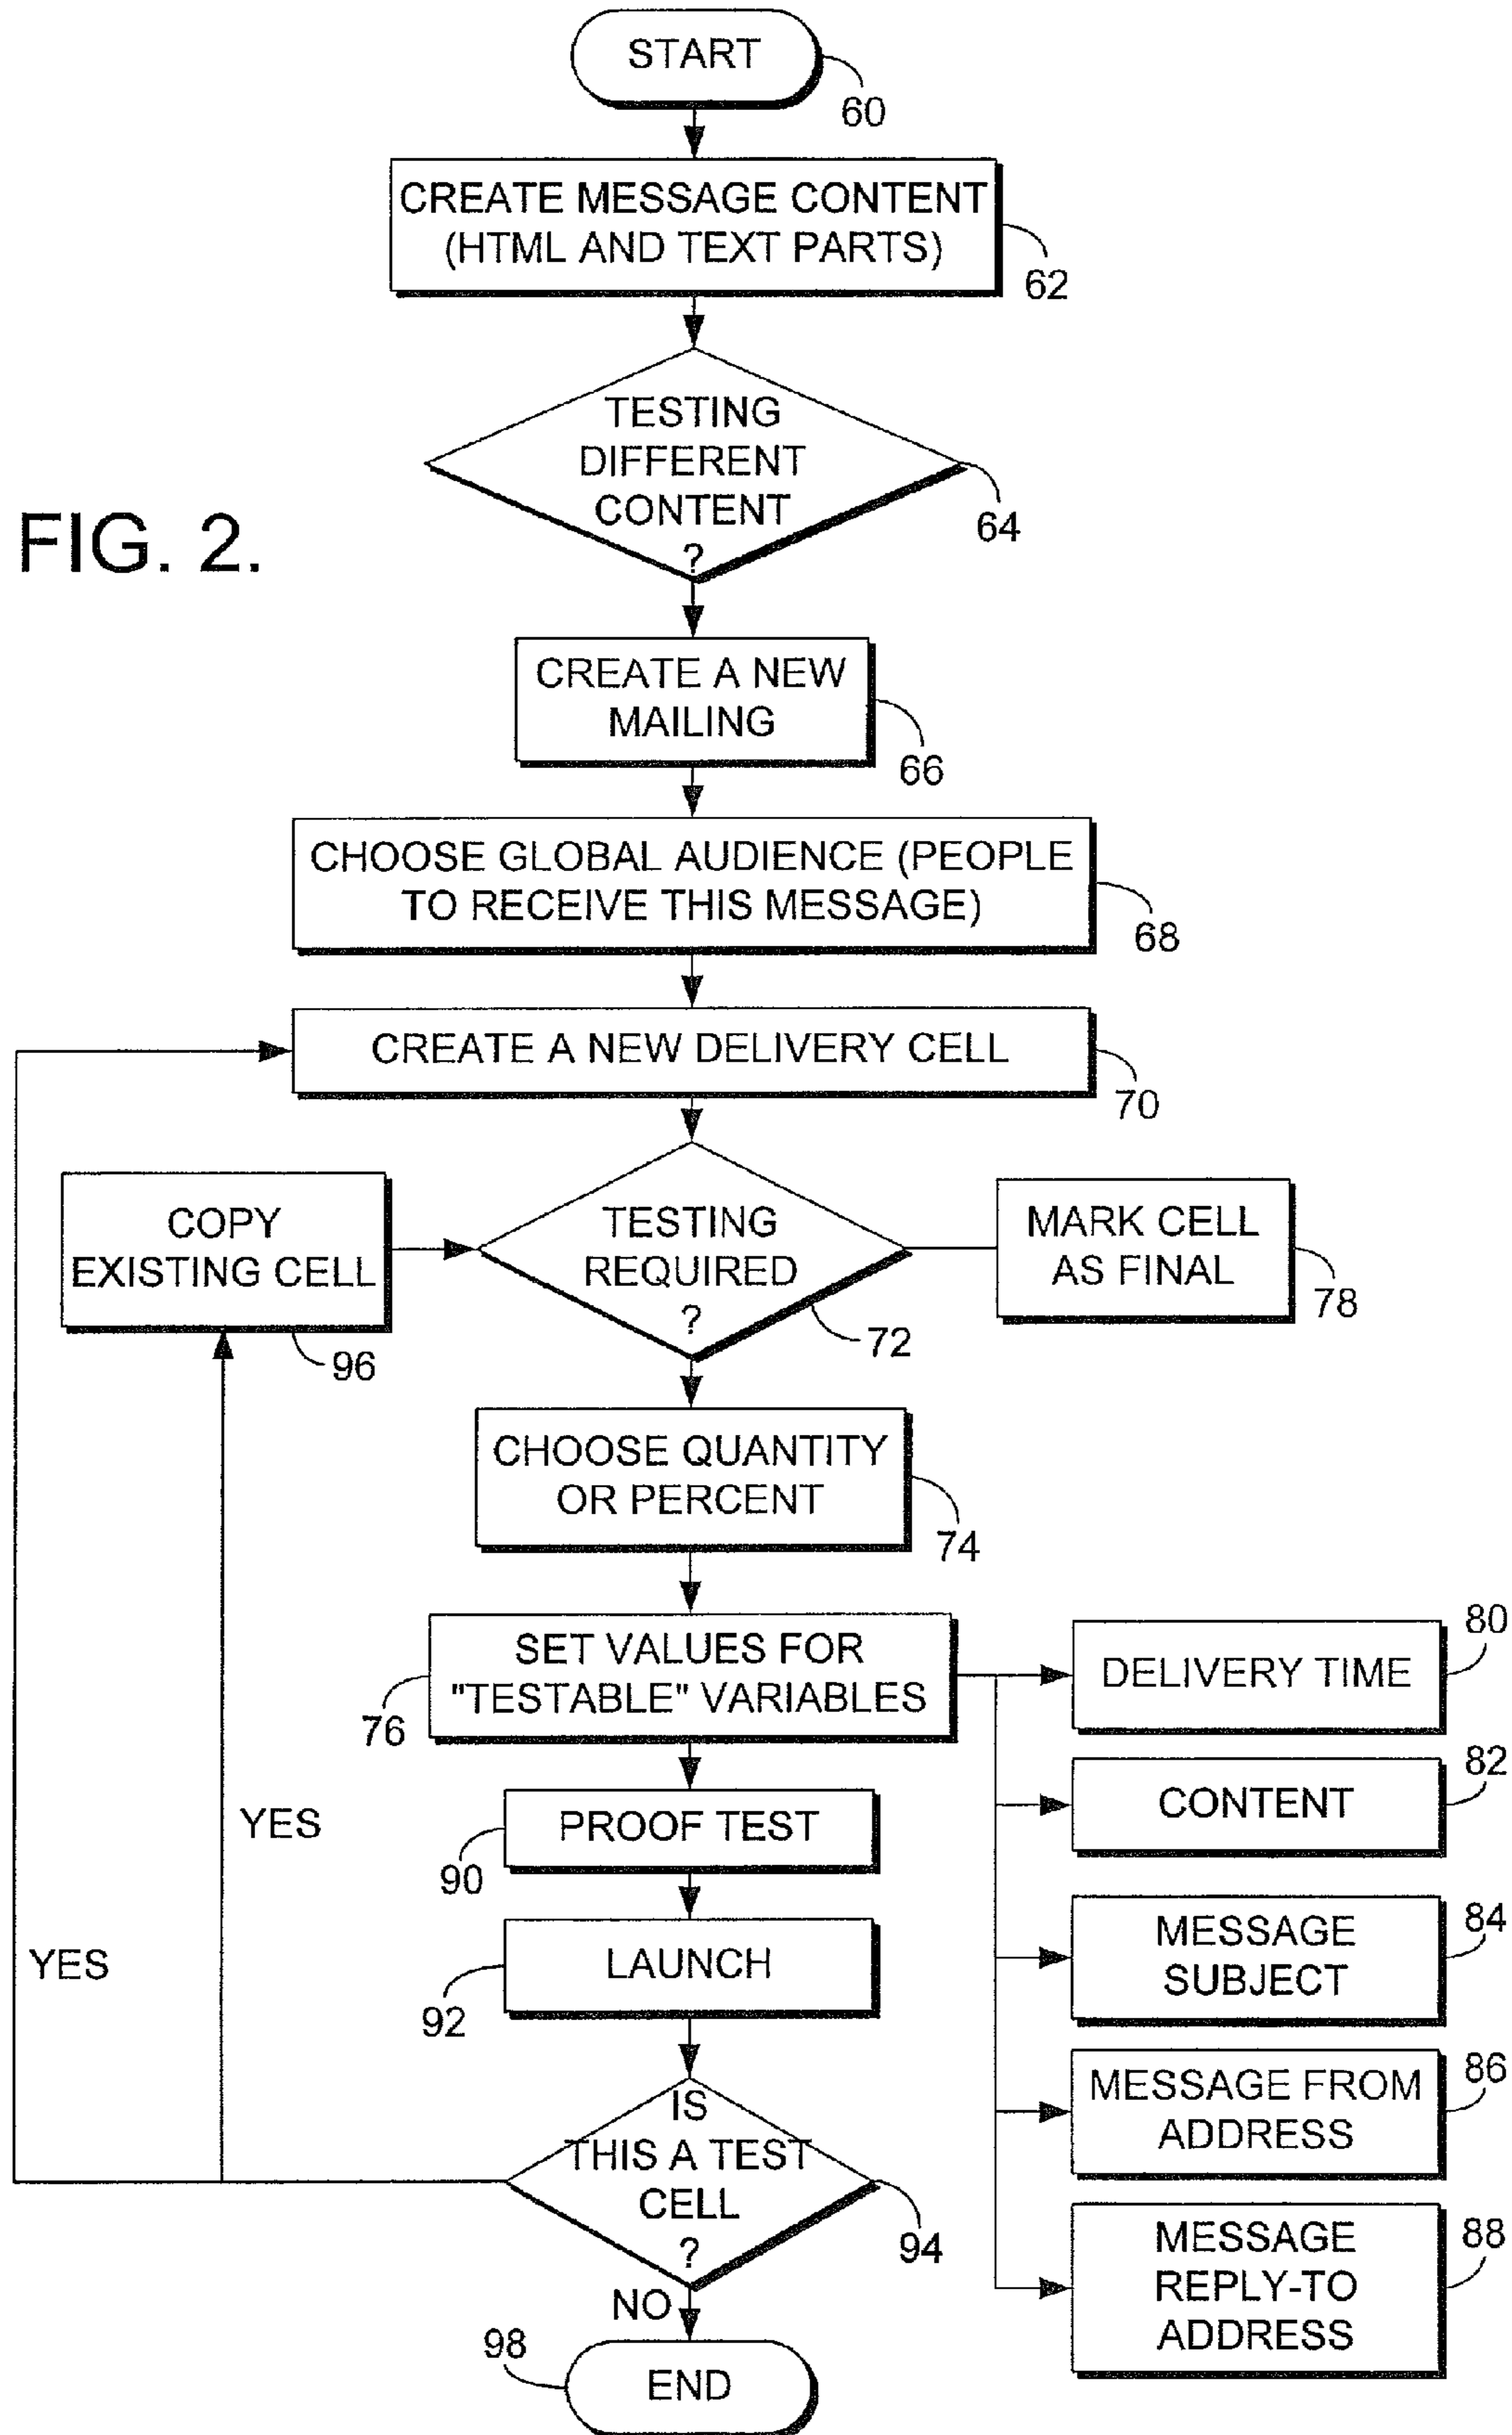 START
60
CREATE MESSAGE CONTENT
(HTML AND TEXT PARTS)
62
TESTING
DIFFERENT
CONTENT
?
64
FIG. 2.
CREATE A NEW
MAILING
66
CHOOSE GLOBAL AUDIENCE (PEOPLE
TO RECEIVE THIS MESSAGE)
68
CREATE A NEW DELIVERY CELL
70
COPY
EXISTING CELL
96
TESTING
REQUIRED
?
72
MARK CELL
AS FINAL
78
CHOOSE QUANTITY
OR PERCENT
74
SET VALUES FOR
"TESTABLE" VARIABLES
76
DELIVERY TIME
80
CONTENT
82
MESSAGE
SUBJECT
84
MESSAGE FROM
ADDRESS
86
MESSAGE
REPLY-TO
ADDRESS
88
PROOF TEST
90
LAUNCH
92
YES
YES
IS
THIS A TEST
CELL
?
94
NO
98
END